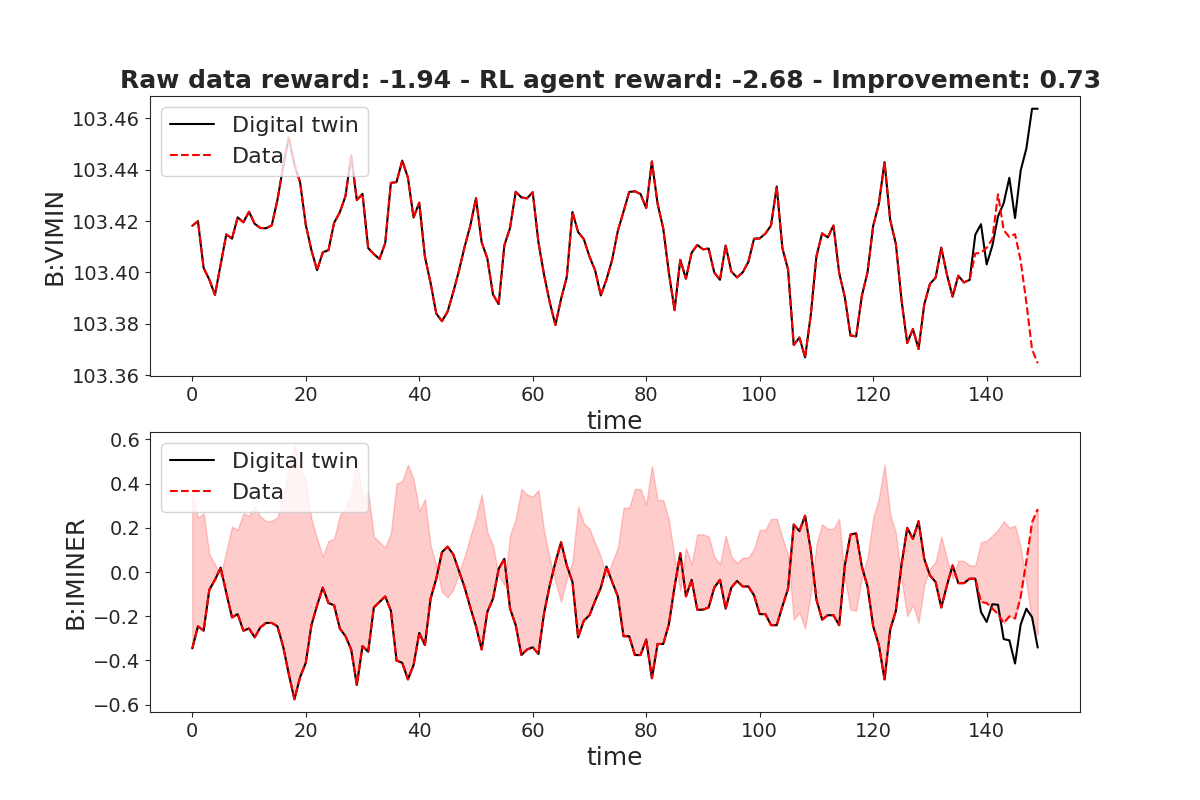 Raw data reward: -1.94 - RL agent reward: -2.68 - Improvement: 0.73
Digital twin
Data
B:VIMIN
103.46
103.44
103.42
103.40
103.38
103.36
0 20 40 60 80 100 120 140
time
Digital twin
Data
B:IMINER
0.6
0.4
0.2
0.0
−0.2
−0.4
−0.6
0 20 40 60 80 100 120 140
time